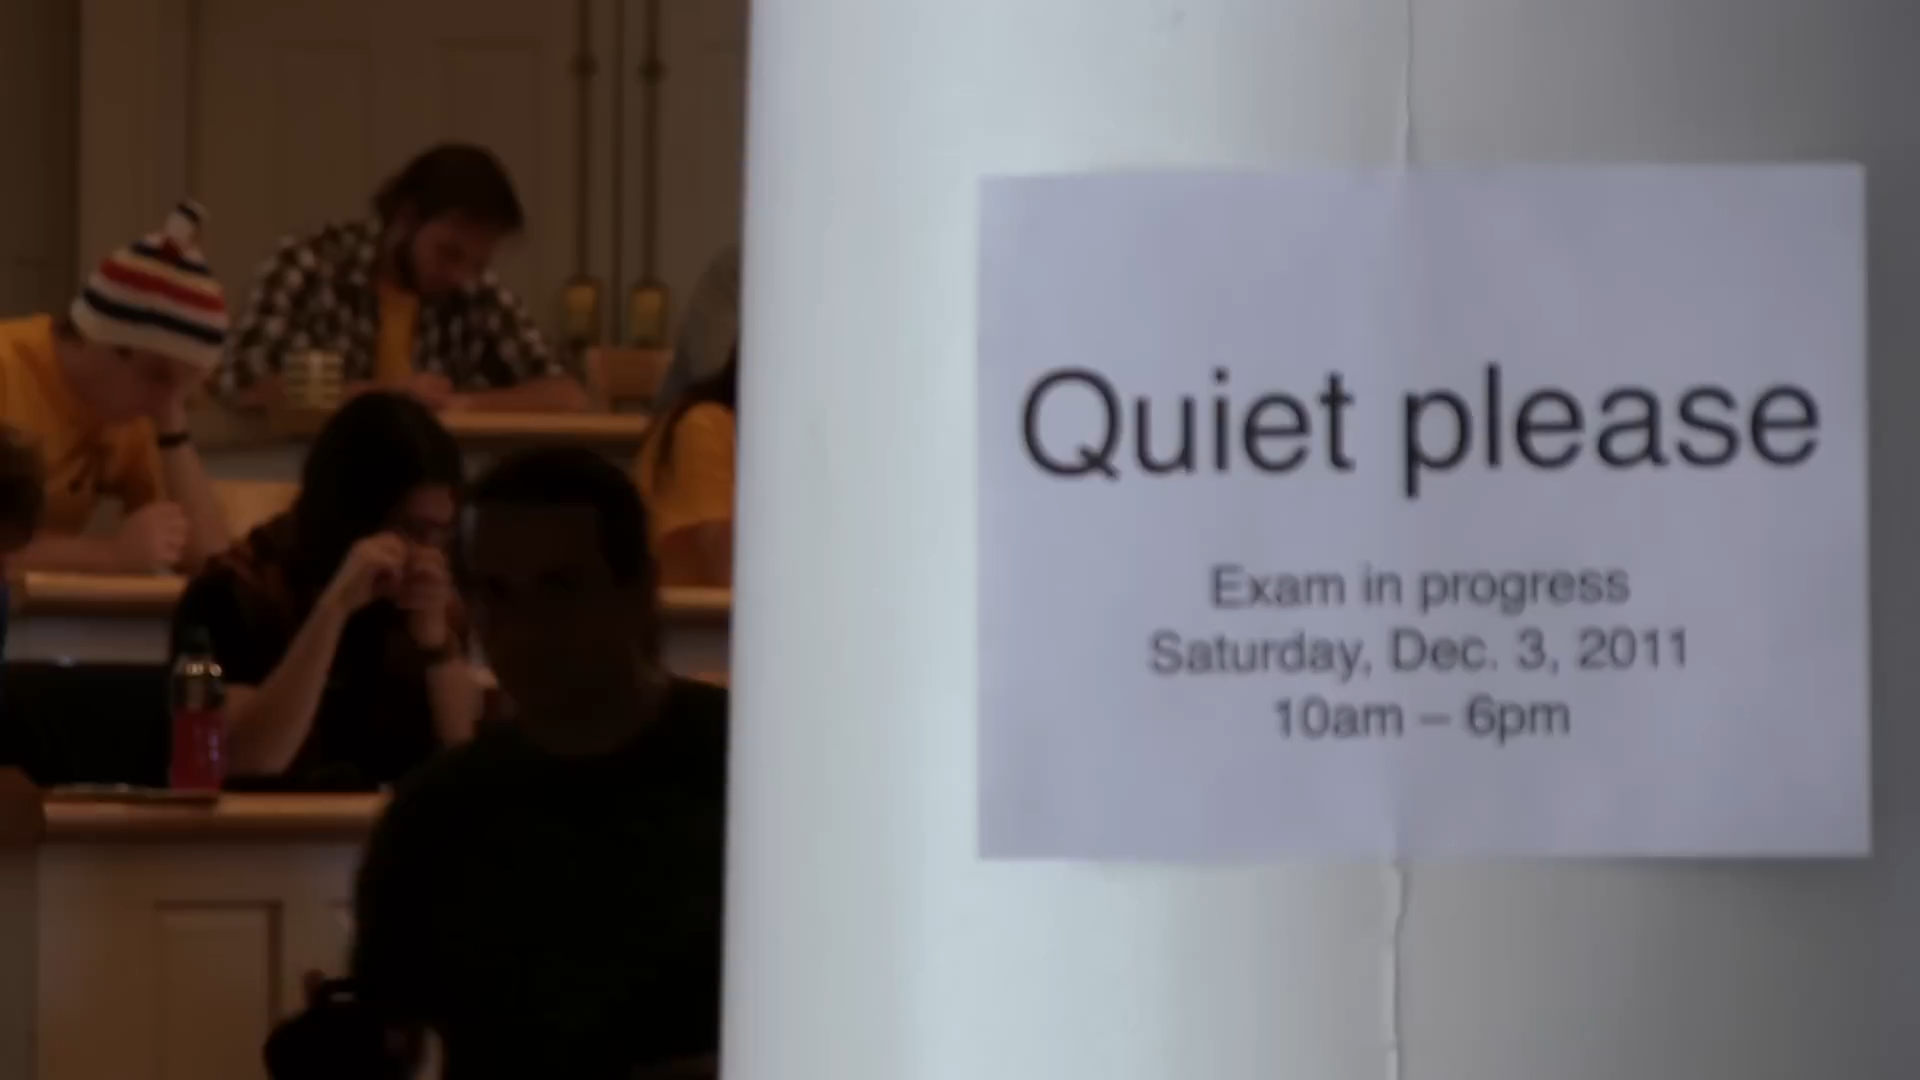 Quiet please
Exam in progress
Saturday, Dec. 3, 2011
10am – 6pm